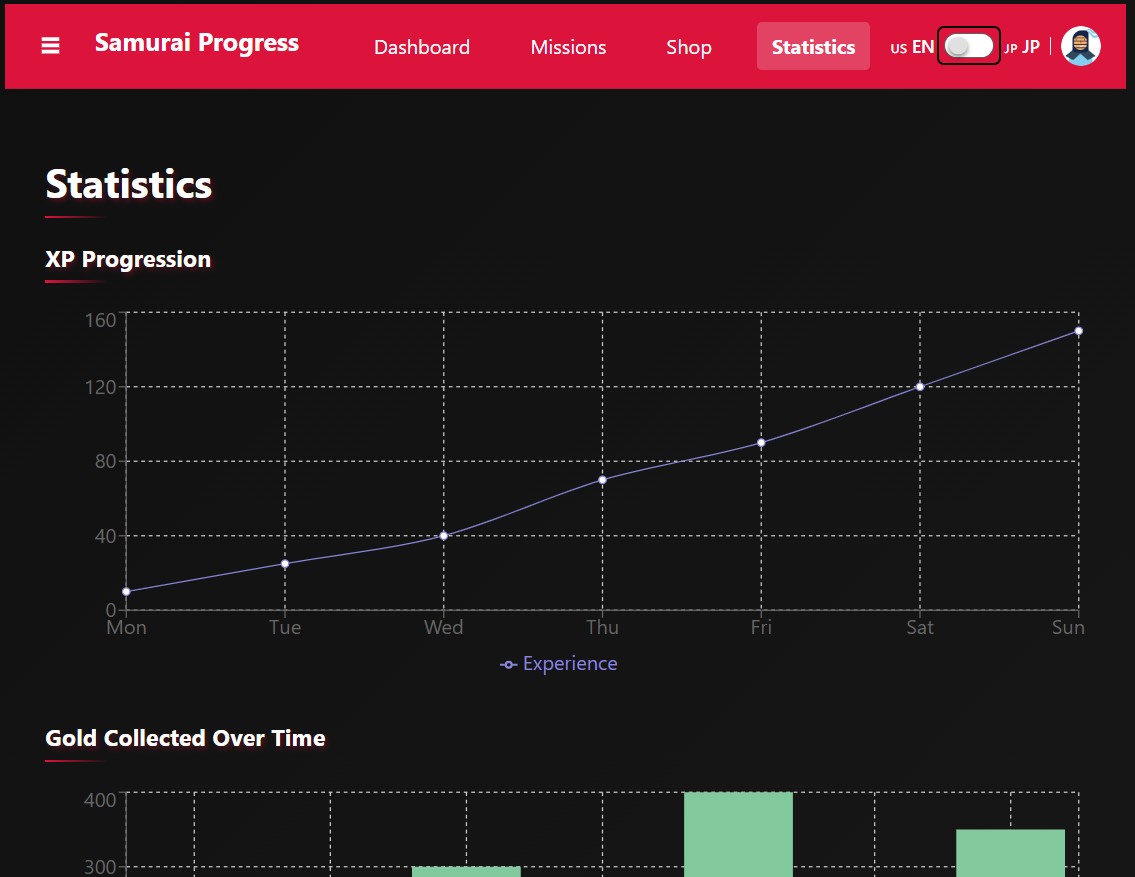 Samurai Progress
Dashboard
Missions
Shop
Statistics
US EN
JP JP
Statistics
XP Progression
160
120
80
40
0
Mon Tue Wed Thu Fri Sat Sun
Experience
Gold Collected Over Time
400
300